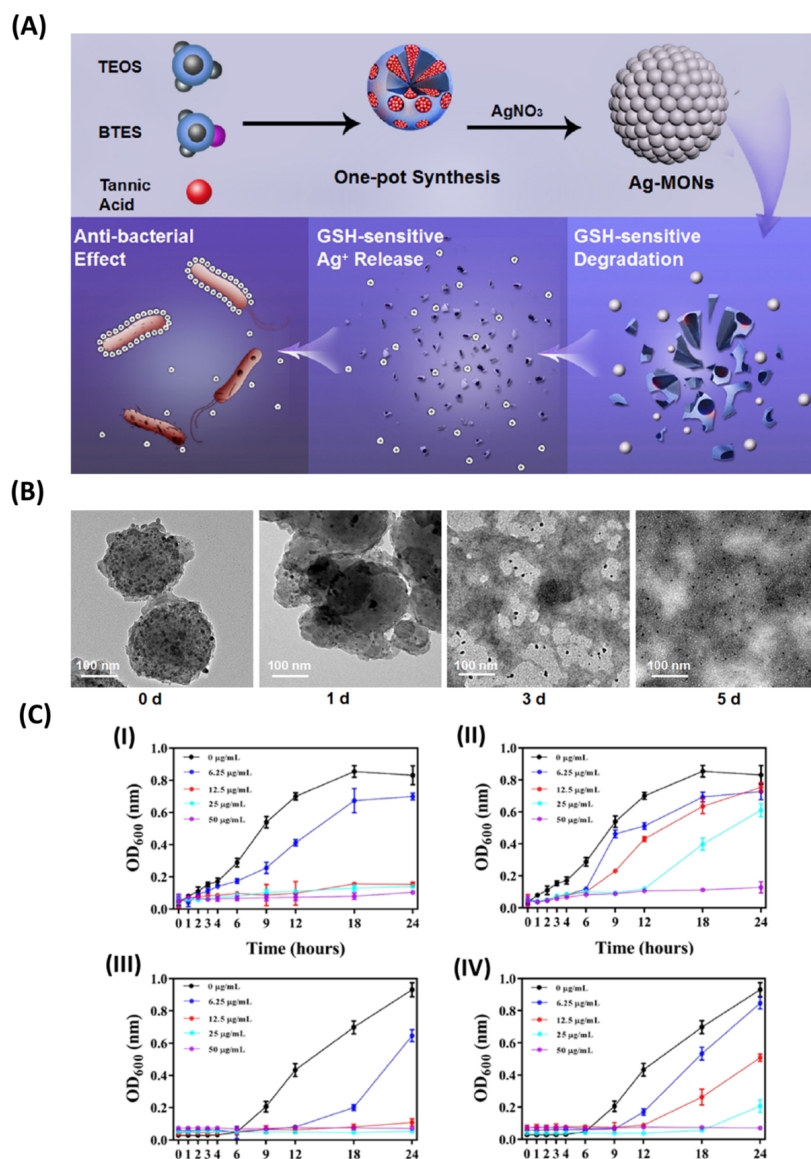 (A)
TEOS
BTES
Tannic
Acid
One-pot Synthesis
AgNO₃
Ag-MONs
Anti-bacterial
Effect
GSH-sensitive
Ag⁺ Release
GSH-sensitive
Degradation
(B)
100 nm
100 nm
100 nm
100 nm
0 d
1 d
3 d
5 d
(C)
(I)
1.0
0.8
0.6
0.4
0.2
0.0
OD₆₀₀ (nm)
0 µg/mL
6.25 µg/mL
12.5 µg/mL
25 µg/mL
50 µg/mL
0 1 2 3 4 6 9 12 18 24
Time (hours)
(II)
1.0
0.8
0.6
0.4
0.2
0.0
OD₆₀₀ (nm)
0 µg/mL
6.25 µg/mL
12.5 µg/mL
25 µg/mL
50 µg/mL
0 1 2 3 4 6 9 12 18 24
Time (hours)
(III)
1.0
0.8
0.6
0.4
0.2
0.0
OD₆₀₀ (nm)
0 µg/mL
6.25 µg/mL
12.5 µg/mL
25 µg/mL
50 µg/mL
0 1 2 3 4 6 9 12 18 24
Time (hours)
(IV)
1.0
0.8
0.6
0.4
0.2
0.0
OD₆₀₀ (nm)
0 µg/mL
6.25 µg/mL
12.5 µg/mL
25 µg/mL
50 µg/mL
0 1 2 3 4 6 9 12 18 24
Time (hours)